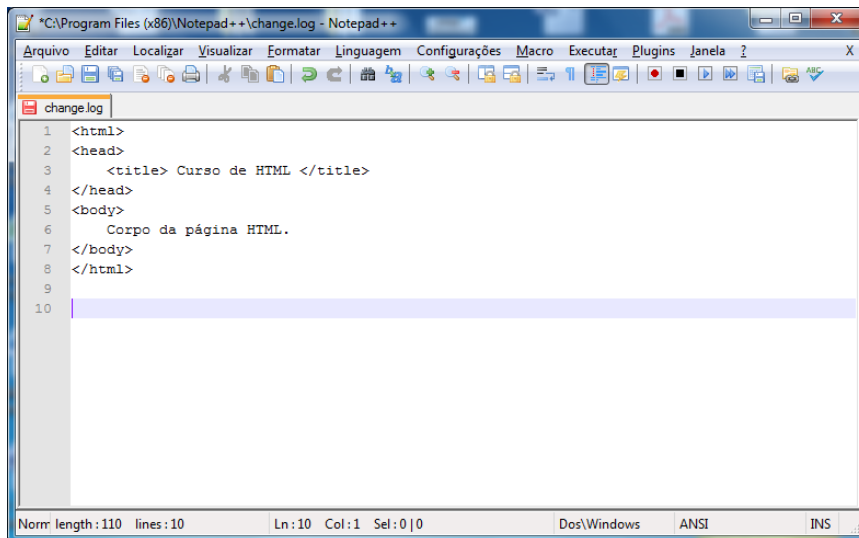 *C:\Program Files (x86)\Notepad++\change.log - Notepad++
Arquivo Editar Localizar Visualizar Formatar Linguagem Configurações Macro Executar Plugins Janela ? X
change.log
1 <html>
2 <head>
3 <title> Curso de HTML </title>
4 </head>
5 <body>
6 Corpo da página HTML.
7 </body>
8 </html>
9
10
Norm length : 110 lines : 10 Ln : 10 Col : 1 Sel : 0 | 0 Dos\Windows ANSI INS